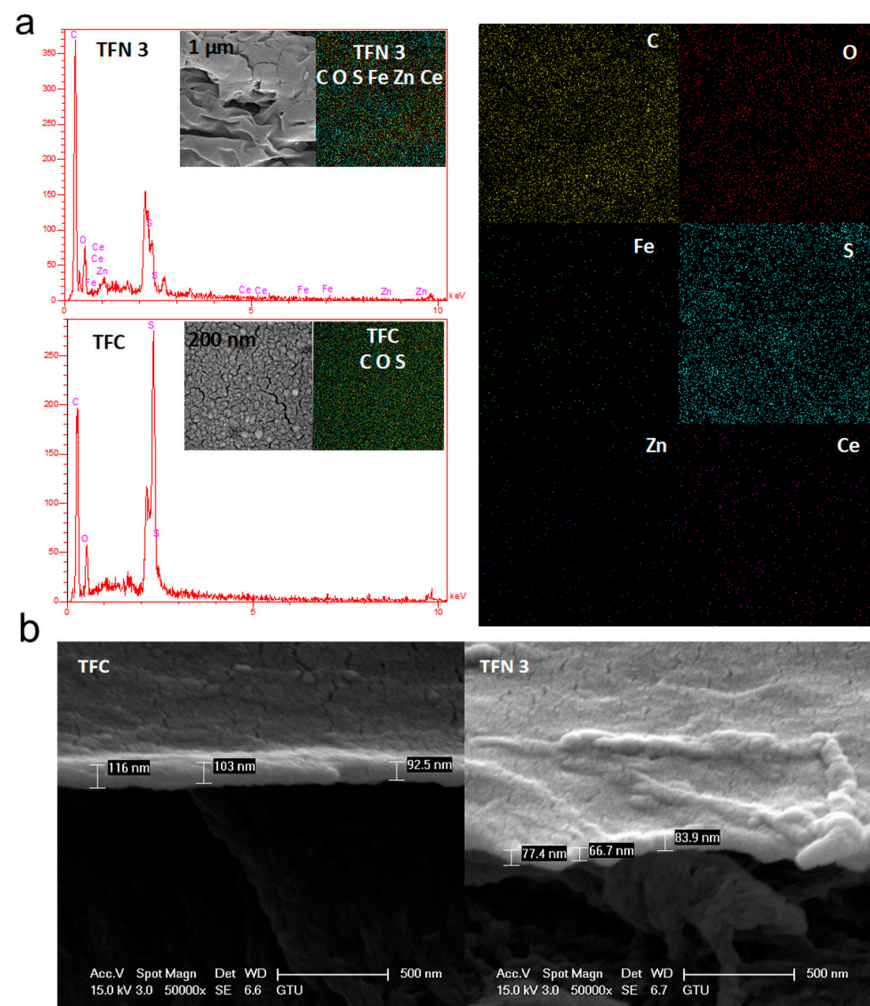 a
TFN 3
1 µm
TFN 3
C O S Fe Zn Ce
350
300
250
200
150
100
50
0
C
O
Ce
Ce
Zn
Fe
S
S
Ce Ce
Fe Fe
Zn Zn
0 5 10
keV
TFC
200 nm
TFC
C O S
250
200
150
100
50
0
C
O
S
S
0 5 10
keV
C O
Fe S
Zn Ce
b
TFC
116 nm 103 nm 92.5 nm
Acc.V Spot Magn Det WD
15.0 kV 3.0 50000x SE 6.6 GTU
500 nm
TFN 3
77.4 nm 66.7 nm 83.9 nm
Acc.V Spot Magn Det WD
15.0 kV 3.0 50000x SE 6.7 GTU
500 nm